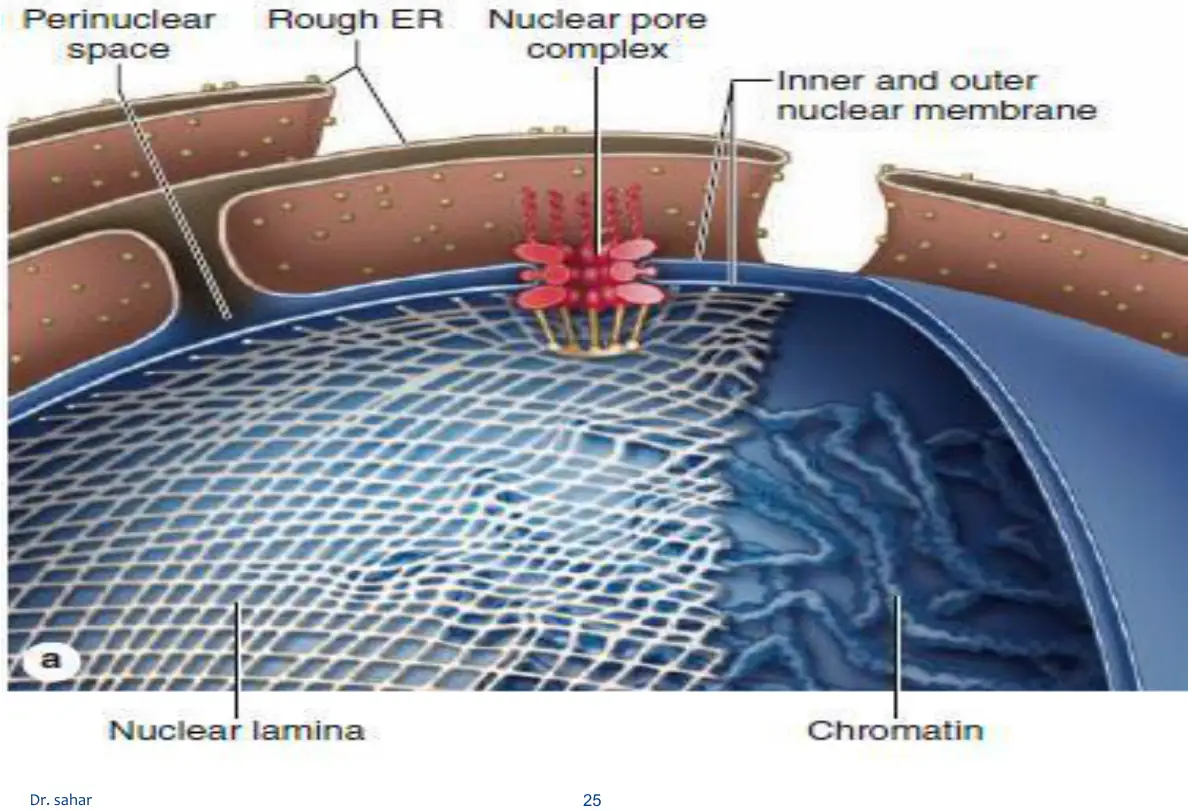 Perinuclear
space
Rough ER
Nuclear pore
complex
Inner and outer
nuclear membrane
a
Nuclear lamina
Chromatin
Dr. sahar
25